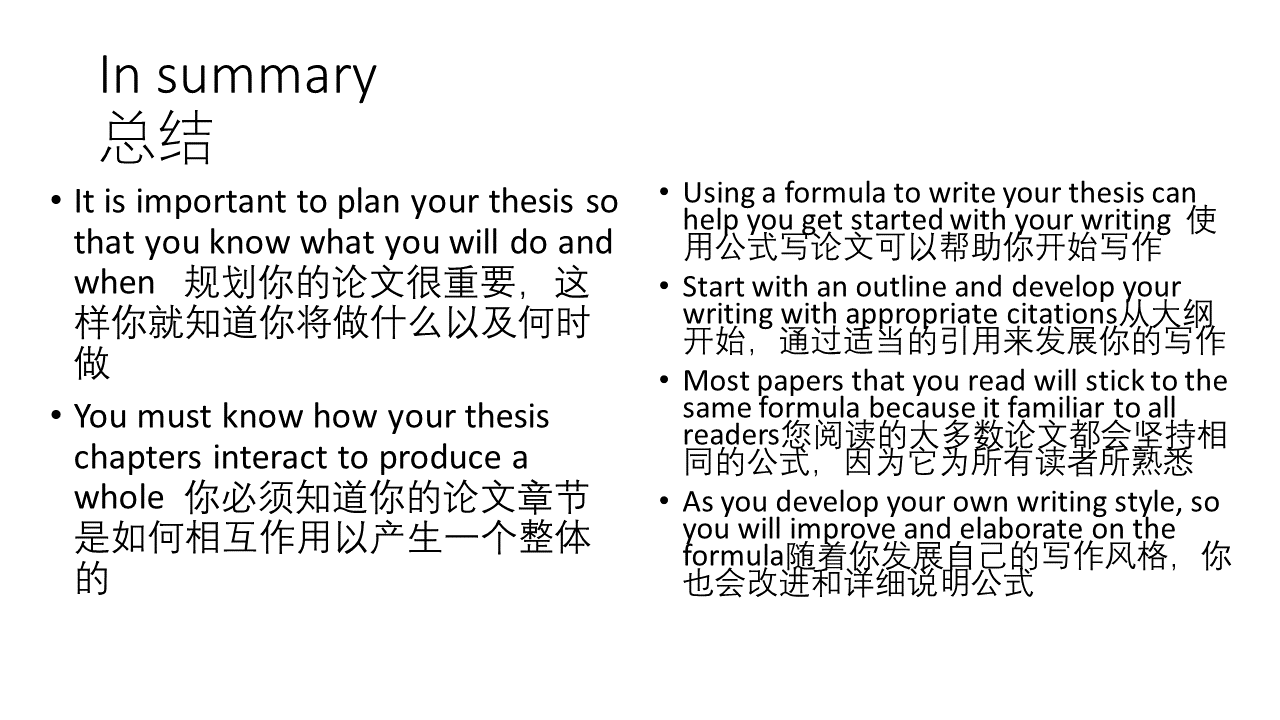 In summary
总结
• It is important to plan your thesis so
that you know what you will do and
when 规划你的论文很重要，这
样你就知道你将做什么以及何时
做
• You must know how your thesis
chapters interact to produce a
whole 你必须知道你的论文章节
是如何相互作用以产生一个整体
的
• Using a formula to write your thesis can
help you get started with your writing 使
用公式写论文可以帮助你开始写作
• Start with an outline and develop your
writing with appropriate citations从大纲
开始，通过适当的引用来发展你的写作
• Most papers that you read will stick to the
same formula because it familiar to all
readers您阅读的大多数论文都会坚持相
同的公式，因为它为所有读者所熟悉
• As you develop your own writing style, so
you will improve and elaborate on the
formula随着你发展自己的写作风格，你
也会改进和详细说明公式